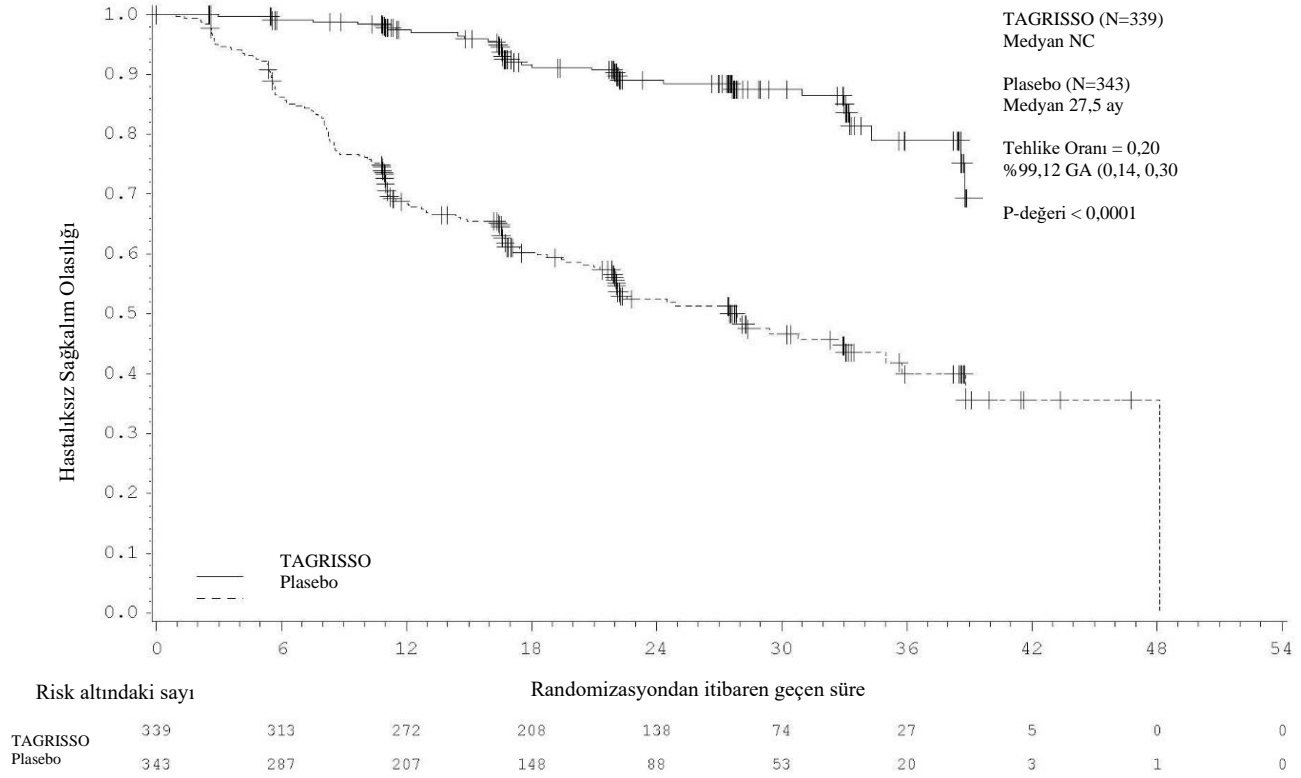 1.0
0.9
0.8
0.7
0.6
0.5
0.4
0.3
0.2
0.1
0.0
Hastalıksız Sağkalım Olasılığı
TAGRISSO (N=339)
Medyan NC
Plasebo (N=343)
Medyan 27,5 ay
Tehlike Oranı = 0,20
%99,12 GA (0,14, 0,30
P-değeri < 0,0001
TAGRISSO
Plasebo
0 6 12 18 24 30 36 42 48 54
Risk altındaki sayı Randomizasyondan itibaren geçen süre
TAGRISSO 339 313 272 208 138 74 27 5 0 0
Plasebo 343 287 207 148 88 53 20 3 1 0